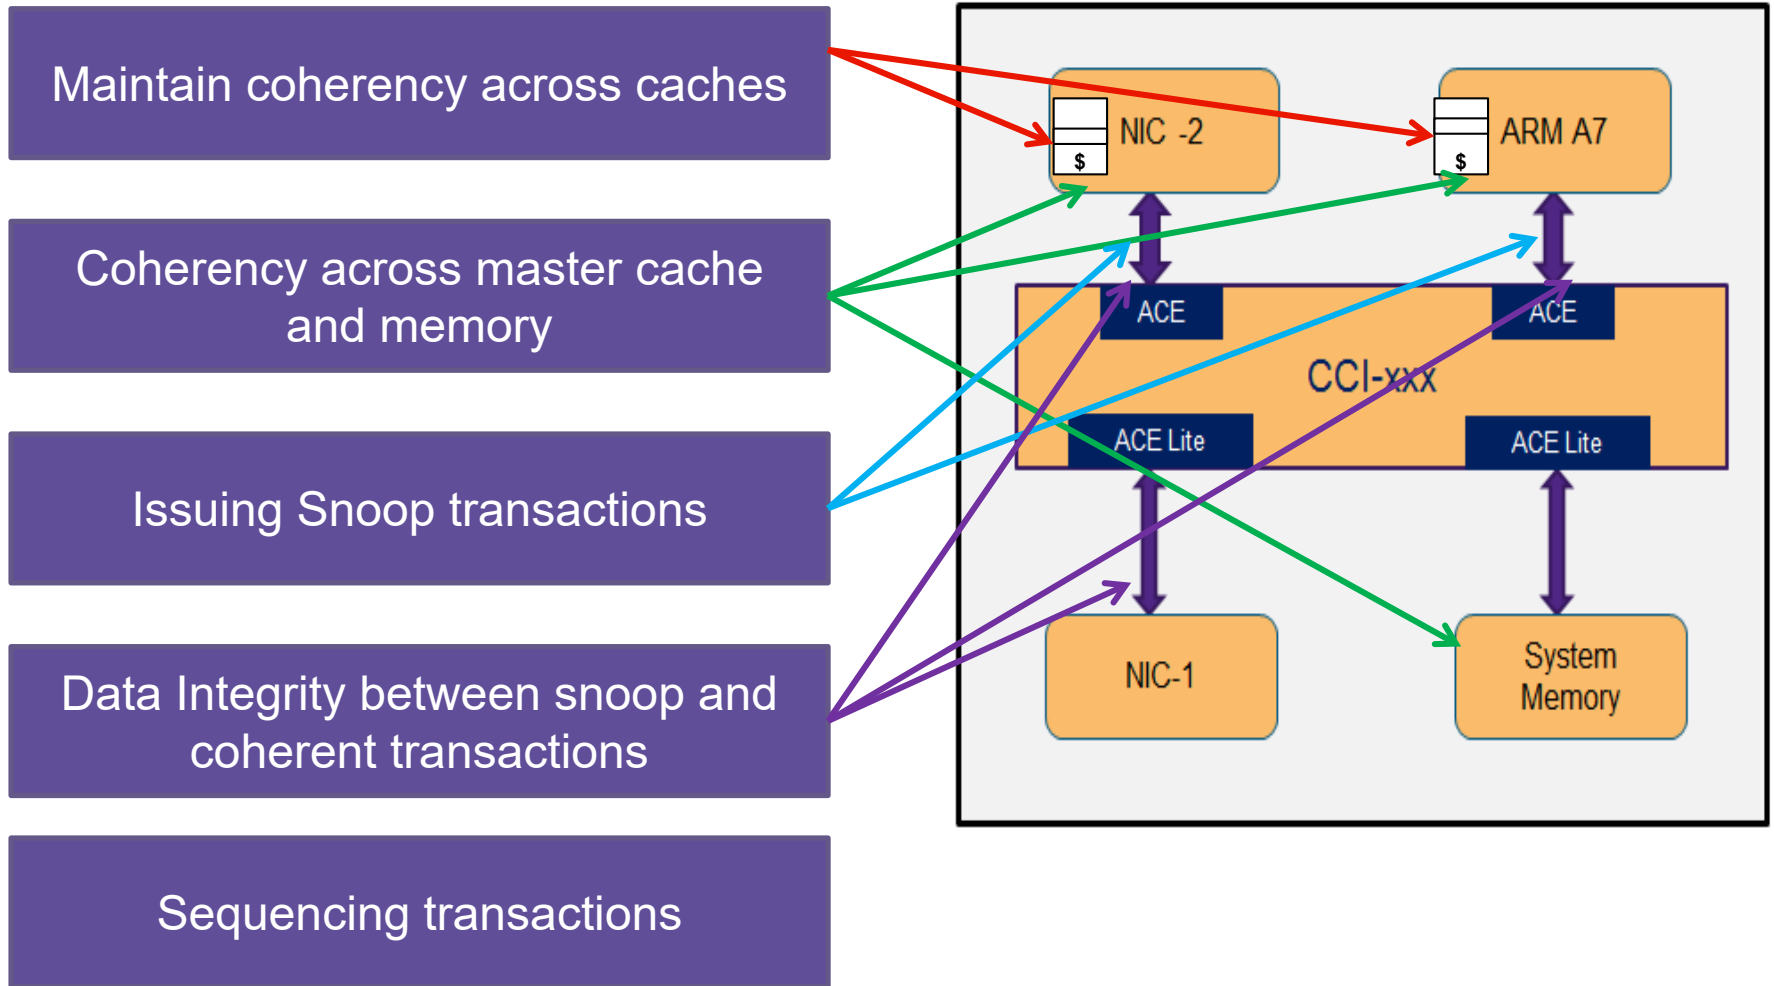 Maintain coherency across caches
Coherency across master cache
and memory
Issuing Snoop transactions
Data Integrity between snoop and
coherent transactions
Sequencing transactions
NIC -2
$
ARM A7
$
ACE
ACE
CCI-xxx
ACE Lite
ACE Lite
NIC-1
System
Memory